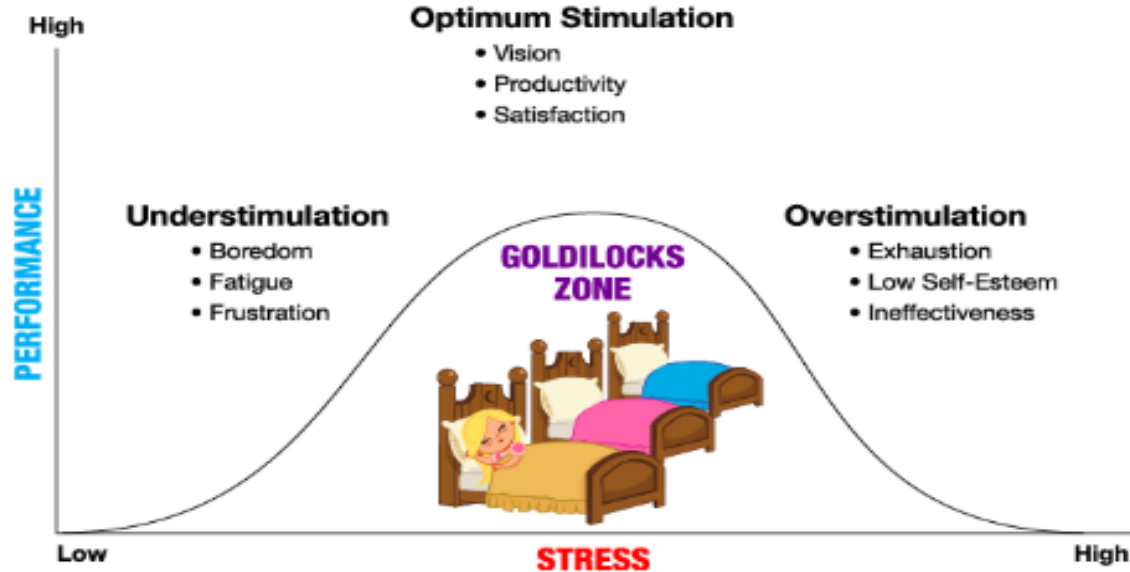 Optimum Stimulation
• Vision
• Productivity
• Satisfaction
High
PERFORMANCE
Understimulation
• Boredom
• Fatigue
• Frustration
GOLDILOCKS
ZONE
Overstimulation
• Exhaustion
• Low Self-Esteem
• Ineffectiveness
Low
STRESS
High